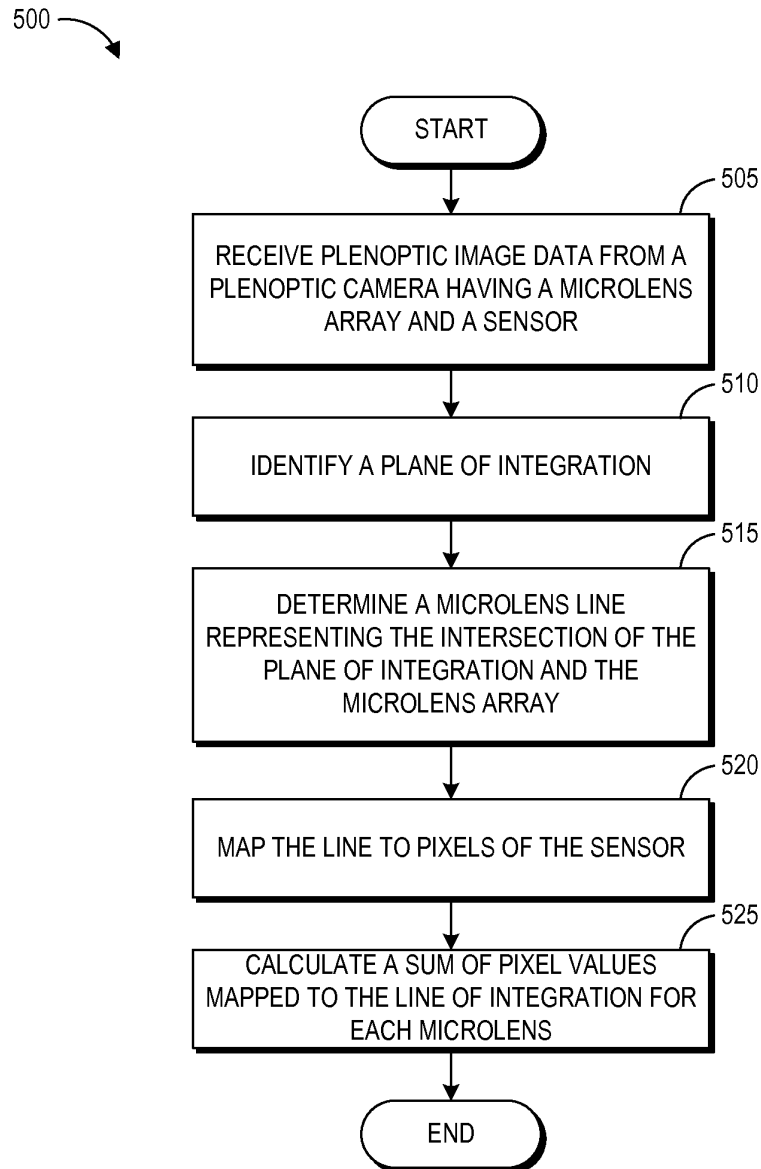 500
START
505
RECEIVE PLENOPTIC IMAGE DATA FROM A
PLENOPTIC CAMERA HAVING A MICROLENS
ARRAY AND A SENSOR
510
IDENTIFY A PLANE OF INTEGRATION
515
DETERMINE A MICROLENS LINE
REPRESENTING THE INTERSECTION OF THE
PLANE OF INTEGRATION AND THE
MICROLENS ARRAY
520
MAP THE LINE TO PIXELS OF THE SENSOR
525
CALCULATE A SUM OF PIXEL VALUES
MAPPED TO THE LINE OF INTEGRATION FOR
EACH MICROLENS
END